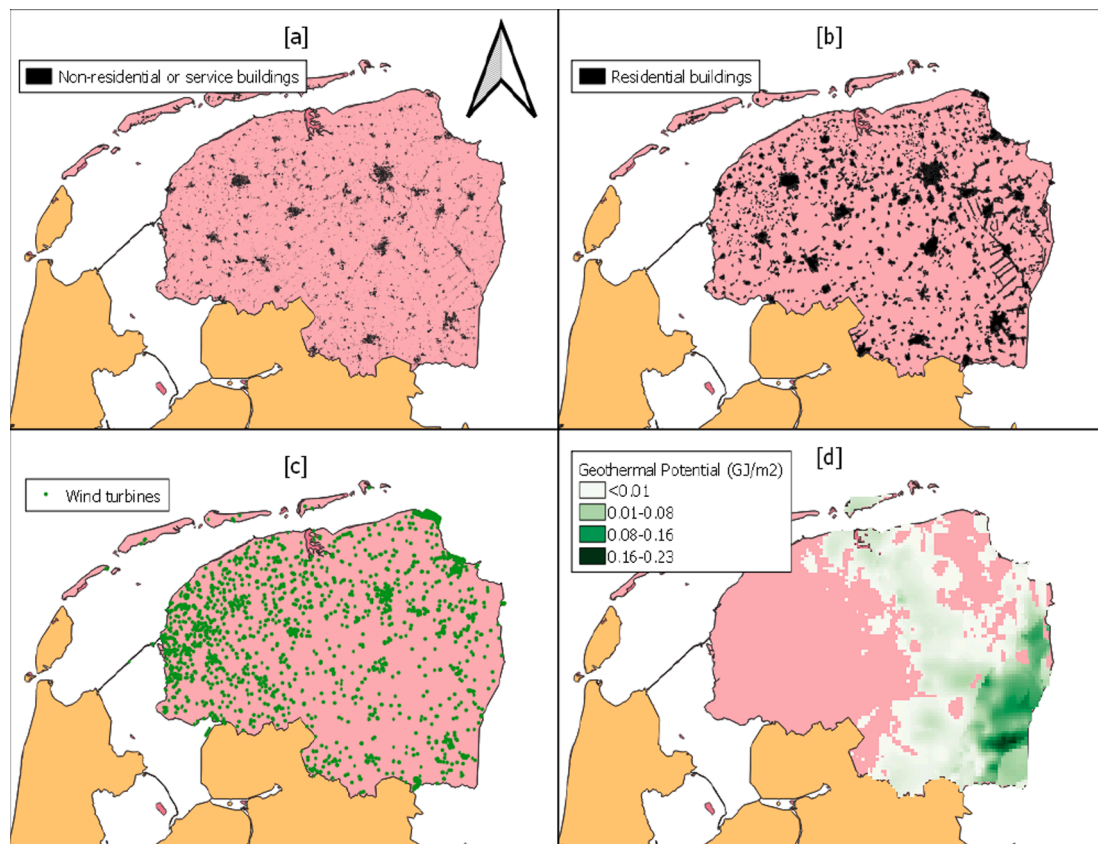 [a]
Non-residential or service buildings
[b]
Residential buildings
[c]
Wind turbines
[d]
Geothermal Potential (GJ/m2)
<0.01
0.01-0.08
0.08-0.16
0.16-0.23